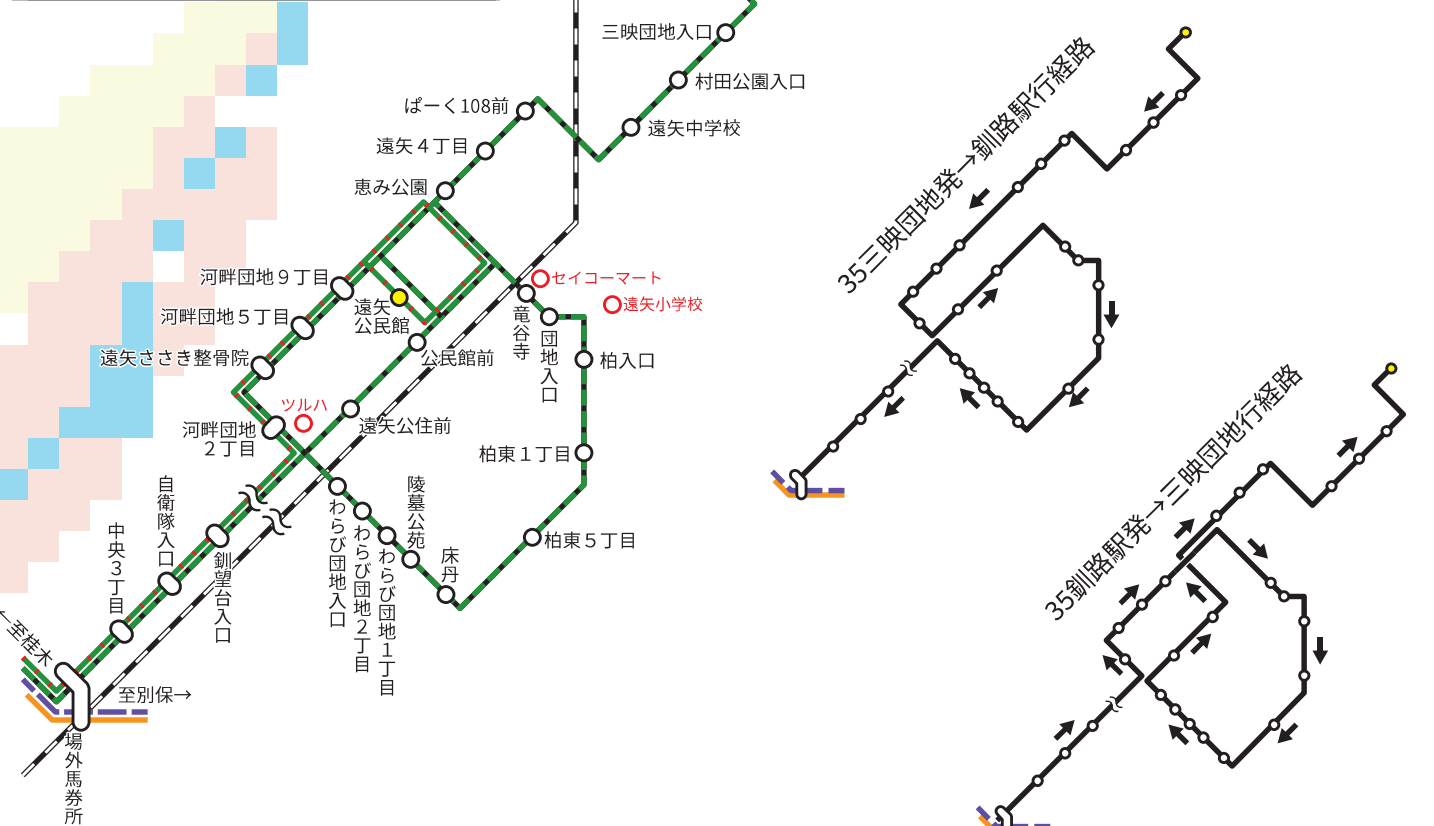 三映団地入口
村田公園入口
遠矢中学校
ぱーく108前
遠矢４丁目
恵み公園
河畔団地９丁目
セイコーマート
遠矢小学校
遠矢
公民館
河畔団地５丁目
竜谷寺
団地入口
遠矢ささき整骨院
公民館前
柏入口
ツルハ
遠矢公住前
河畔団地
２丁目
柏東１丁目
自衛隊入口
陵墓公苑
中央３丁目
わらび団地入口
わらび団地２丁目
わらび団地１丁目
床丹
柏東５丁目
釧望台入口
←至桂木
至別保→
場外馬券所
35三映団地発→釧路駅行経路
35釧路駅発→三映団地行経路